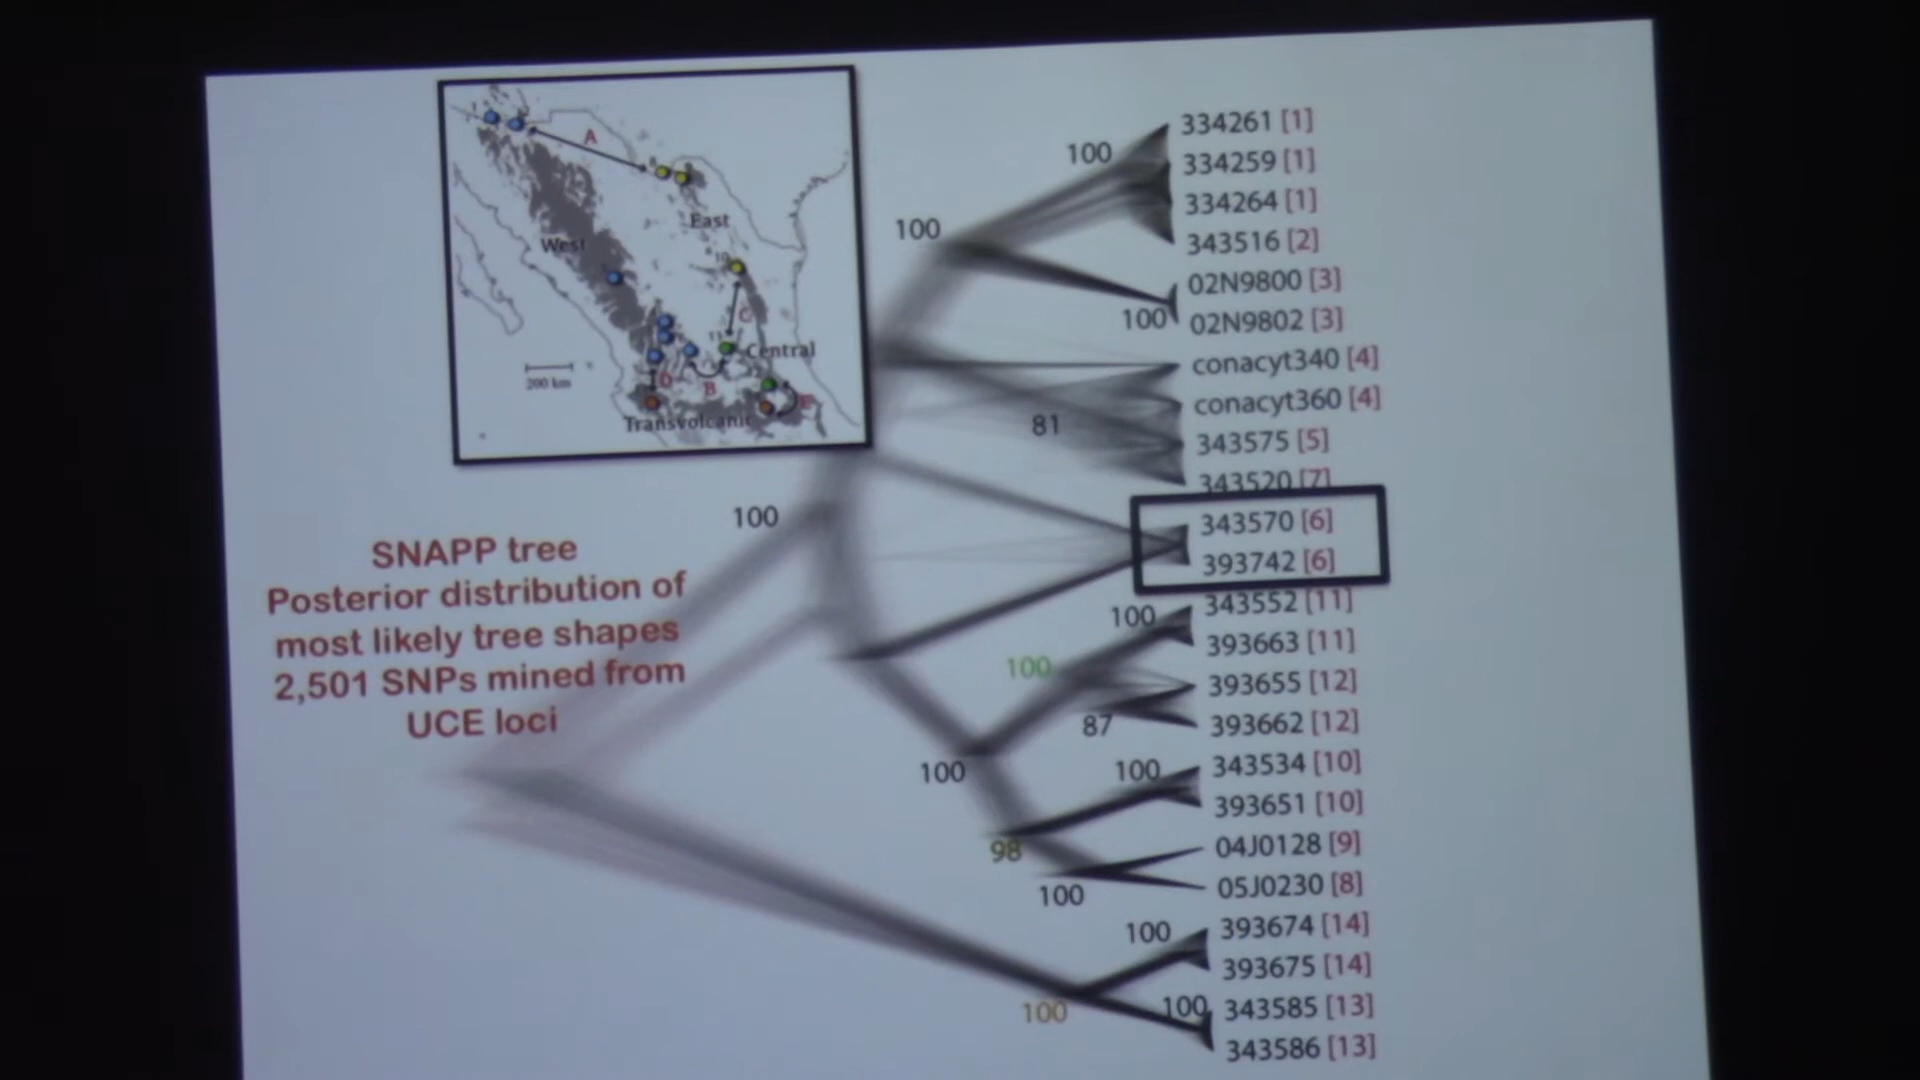 A
East
West
10
C
11
Central
B
200 km
Transvolcanic
SNAPP tree
Posterior distribution of
most likely tree shapes
2,501 SNPs mined from
UCE loci
100
100
100
81
100
100
100
87
100
100
98
100
100
100
100
334261 [1]
334259 [1]
334264 [1]
343516 [2]
02N9800 [3]
02N9802 [3]
conacyt340 [4]
conacyt360 [4]
343575 [5]
343520 [7]
343570 [6]
393742 [6]
343552 [11]
393663 [11]
393655 [12]
393662 [12]
343534 [10]
393651 [10]
04J0128 [9]
05J0230 [8]
393674 [14]
393675 [14]
343585 [13]
343586 [13]